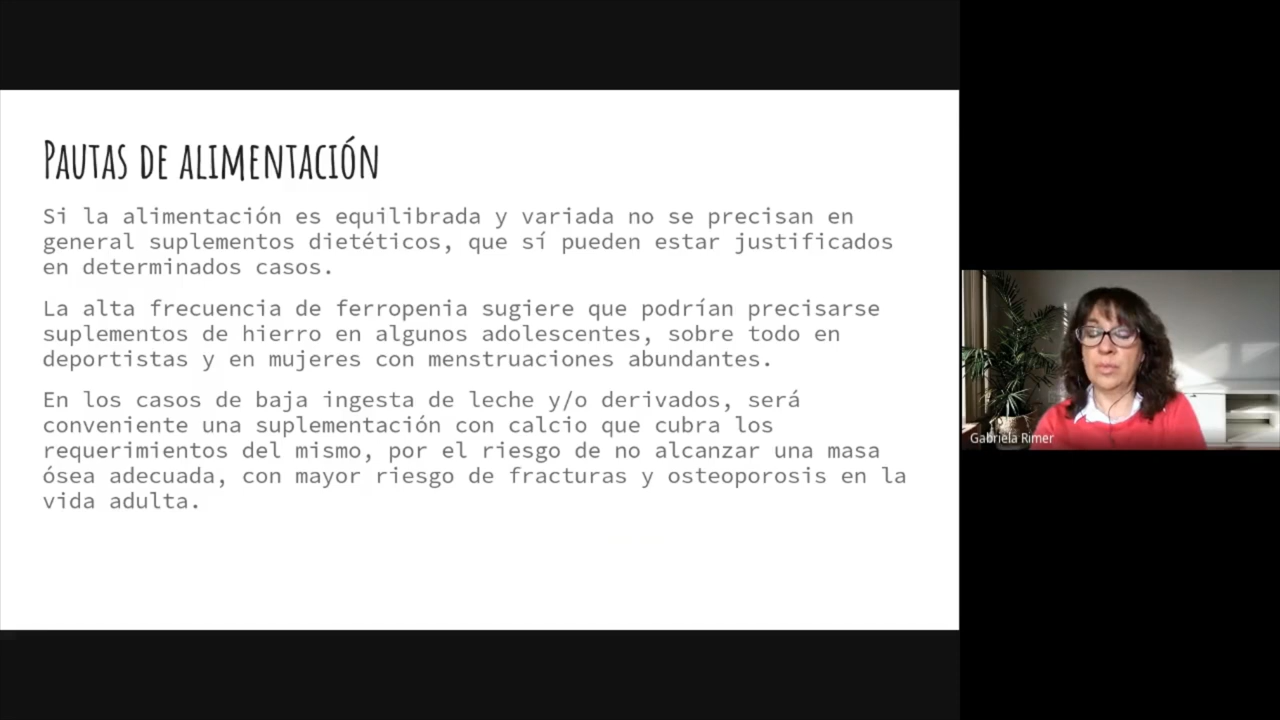 Pautas de alimentación
Si la alimentación es equilibrada y variada no se precisan en
general suplementos dietéticos, que sí pueden estar justificados
en determinados casos.
La alta frecuencia de ferropenia sugiere que podrían precisarse
suplementos de hierro en algunos adolescentes, sobre todo en
deportistas y en mujeres con menstruaciones abundantes.
En los casos de baja ingesta de leche y/o derivados, será
conveniente una suplementación con calcio que cubra los
requerimientos del mismo, por el riesgo de no alcanzar una masa
ósea adecuada, con mayor riesgo de fracturas y osteoporosis en la
vida adulta.
Gabriela Rimer